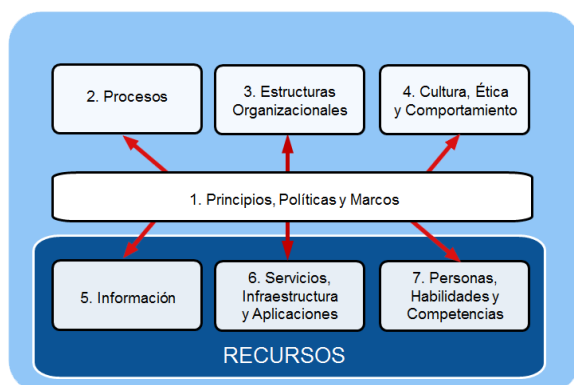 2. Procesos
3. Estructuras
Organizacionales
4. Cultura, Ética
y Comportamiento
1. Principios, Políticas y Marcos
5. Información
6. Servicios,
Infraestructura
y Aplicaciones
7. Personas,
Habilidades y
Competencias
RECURSOS